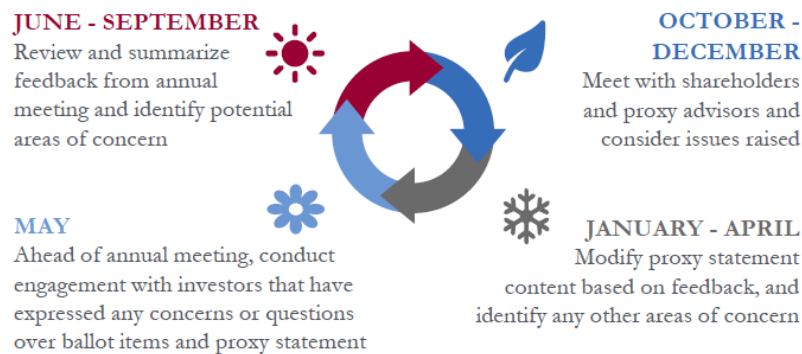 JUNE - SEPTEMBER
Review and summarize
feedback from annual
meeting and identify potential
areas of concern
OCTOBER -
DECEMBER
Meet with shareholders
and proxy advisors and
consider issues raised
MAY
Ahead of annual meeting, conduct
engagement with investors that have
expressed any concerns or questions
over ballot items and proxy statement
JANUARY - APRIL
Modify proxy statement
content based on feedback, and
identify any other areas of concern